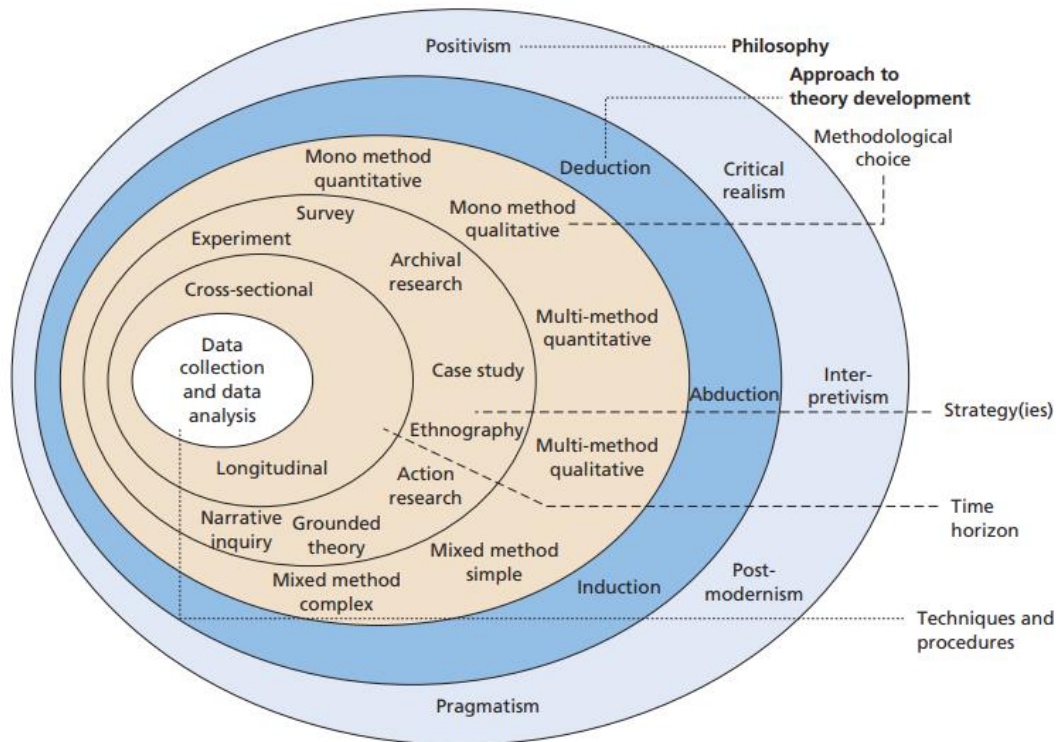 Positivism
Philosophy
Approach to
theory development
Methodological
choice
Mono method
quantitative
Deduction
Critical
realism
Survey
Mono method
qualitative
Experiment
Archival
research
Cross-sectional
Multi-method
quantitative
Data
collection
and data
analysis
Case study
Abduction
Inter-
pretivism
Strategy(ies)
Ethnography
Multi-method
qualitative
Longitudinal
Action
research
Time
horizon
Narrative
inquiry
Grounded
theory
Mixed method
simple
Mixed method
complex
Induction
Post-
modernism
Techniques and
procedures
Pragmatism